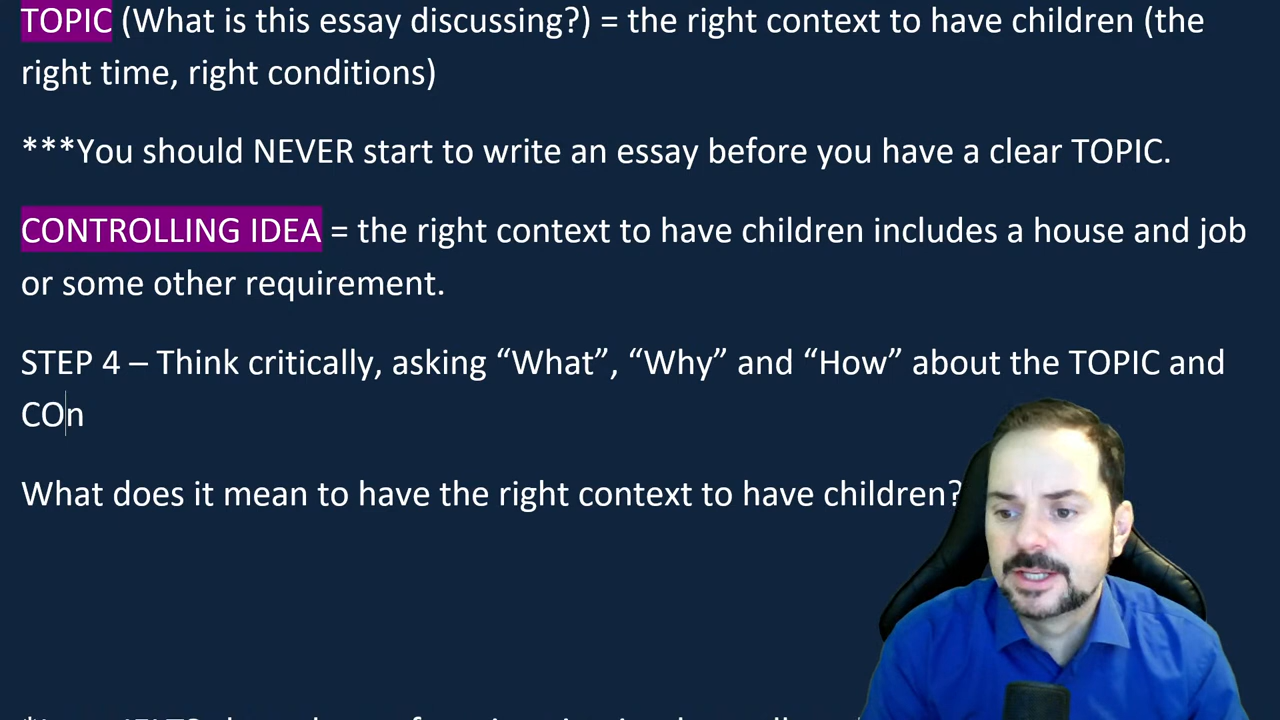 TOPIC (What is this essay discussing?) = the right context to have children (the
right time, right conditions)
***You should NEVER start to write an essay before you have a clear TOPIC.
CONTROLLING IDEA = the right context to have children includes a house and job
or some other requirement.
STEP 4 – Think critically, asking “What”, “Why” and “How” about the TOPIC and
COn
What does it mean to have the right context to have children?